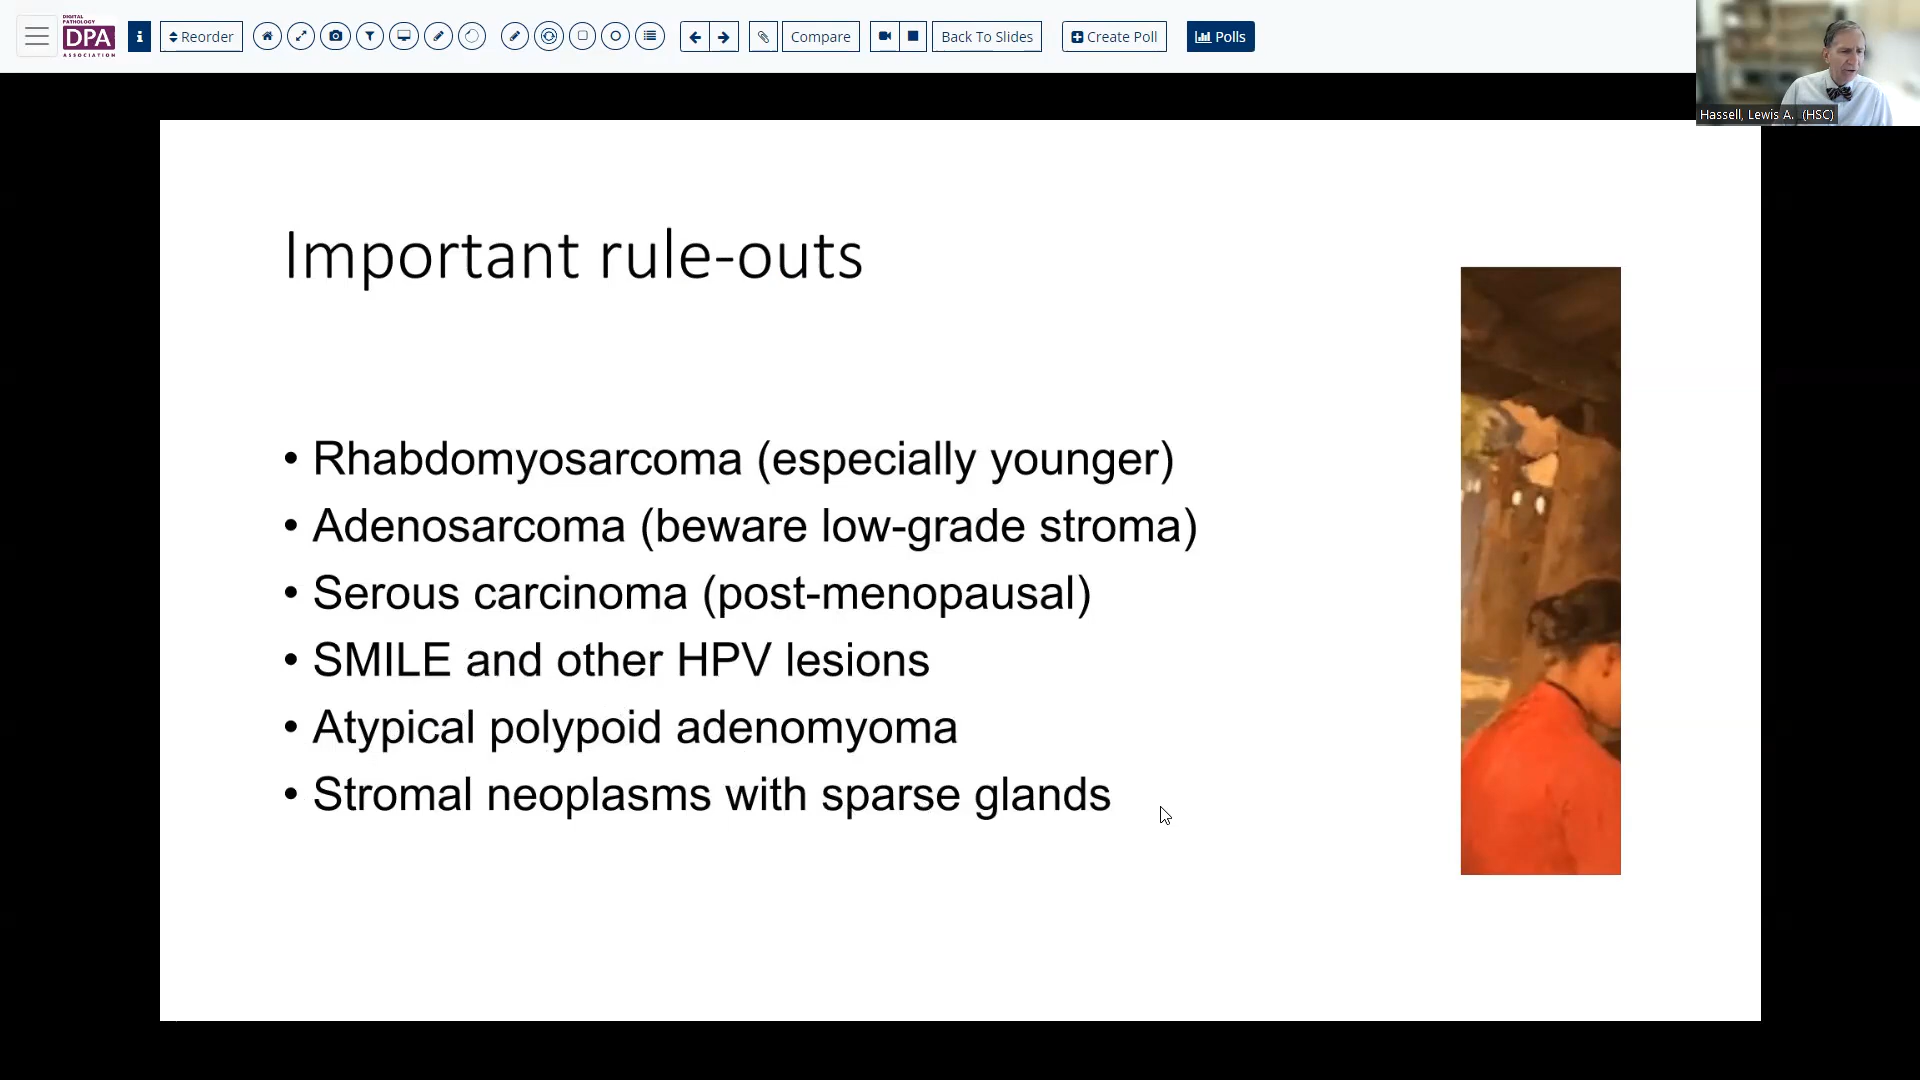 DIGITAL
PATHOLOGY
DPA
ASSOCIATION
i
Reorder
Compare
Back To Slides
Create Poll
Polls
Hassell, Lewis A. (HSC)
Important rule-outs
• Rhabdomyosarcoma (especially younger)
• Adenosarcoma (beware low-grade stroma)
• Serous carcinoma (post-menopausal)
• SMILE and other HPV lesions
• Atypical polypoid adenomyoma
• Stromal neoplasms with sparse glands